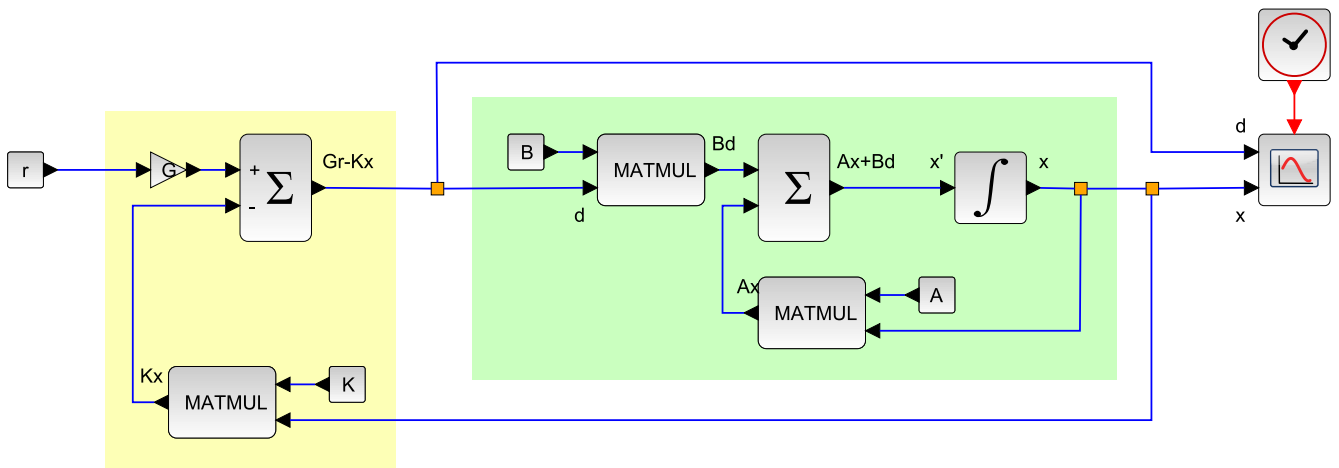 d
r
G
+
-
Σ
Gr-Kx
B
MATMUL
Bd
d
Σ
Ax+Bd
x'
∫
x
x
Ax
MATMUL
A
Kx
MATMUL
K